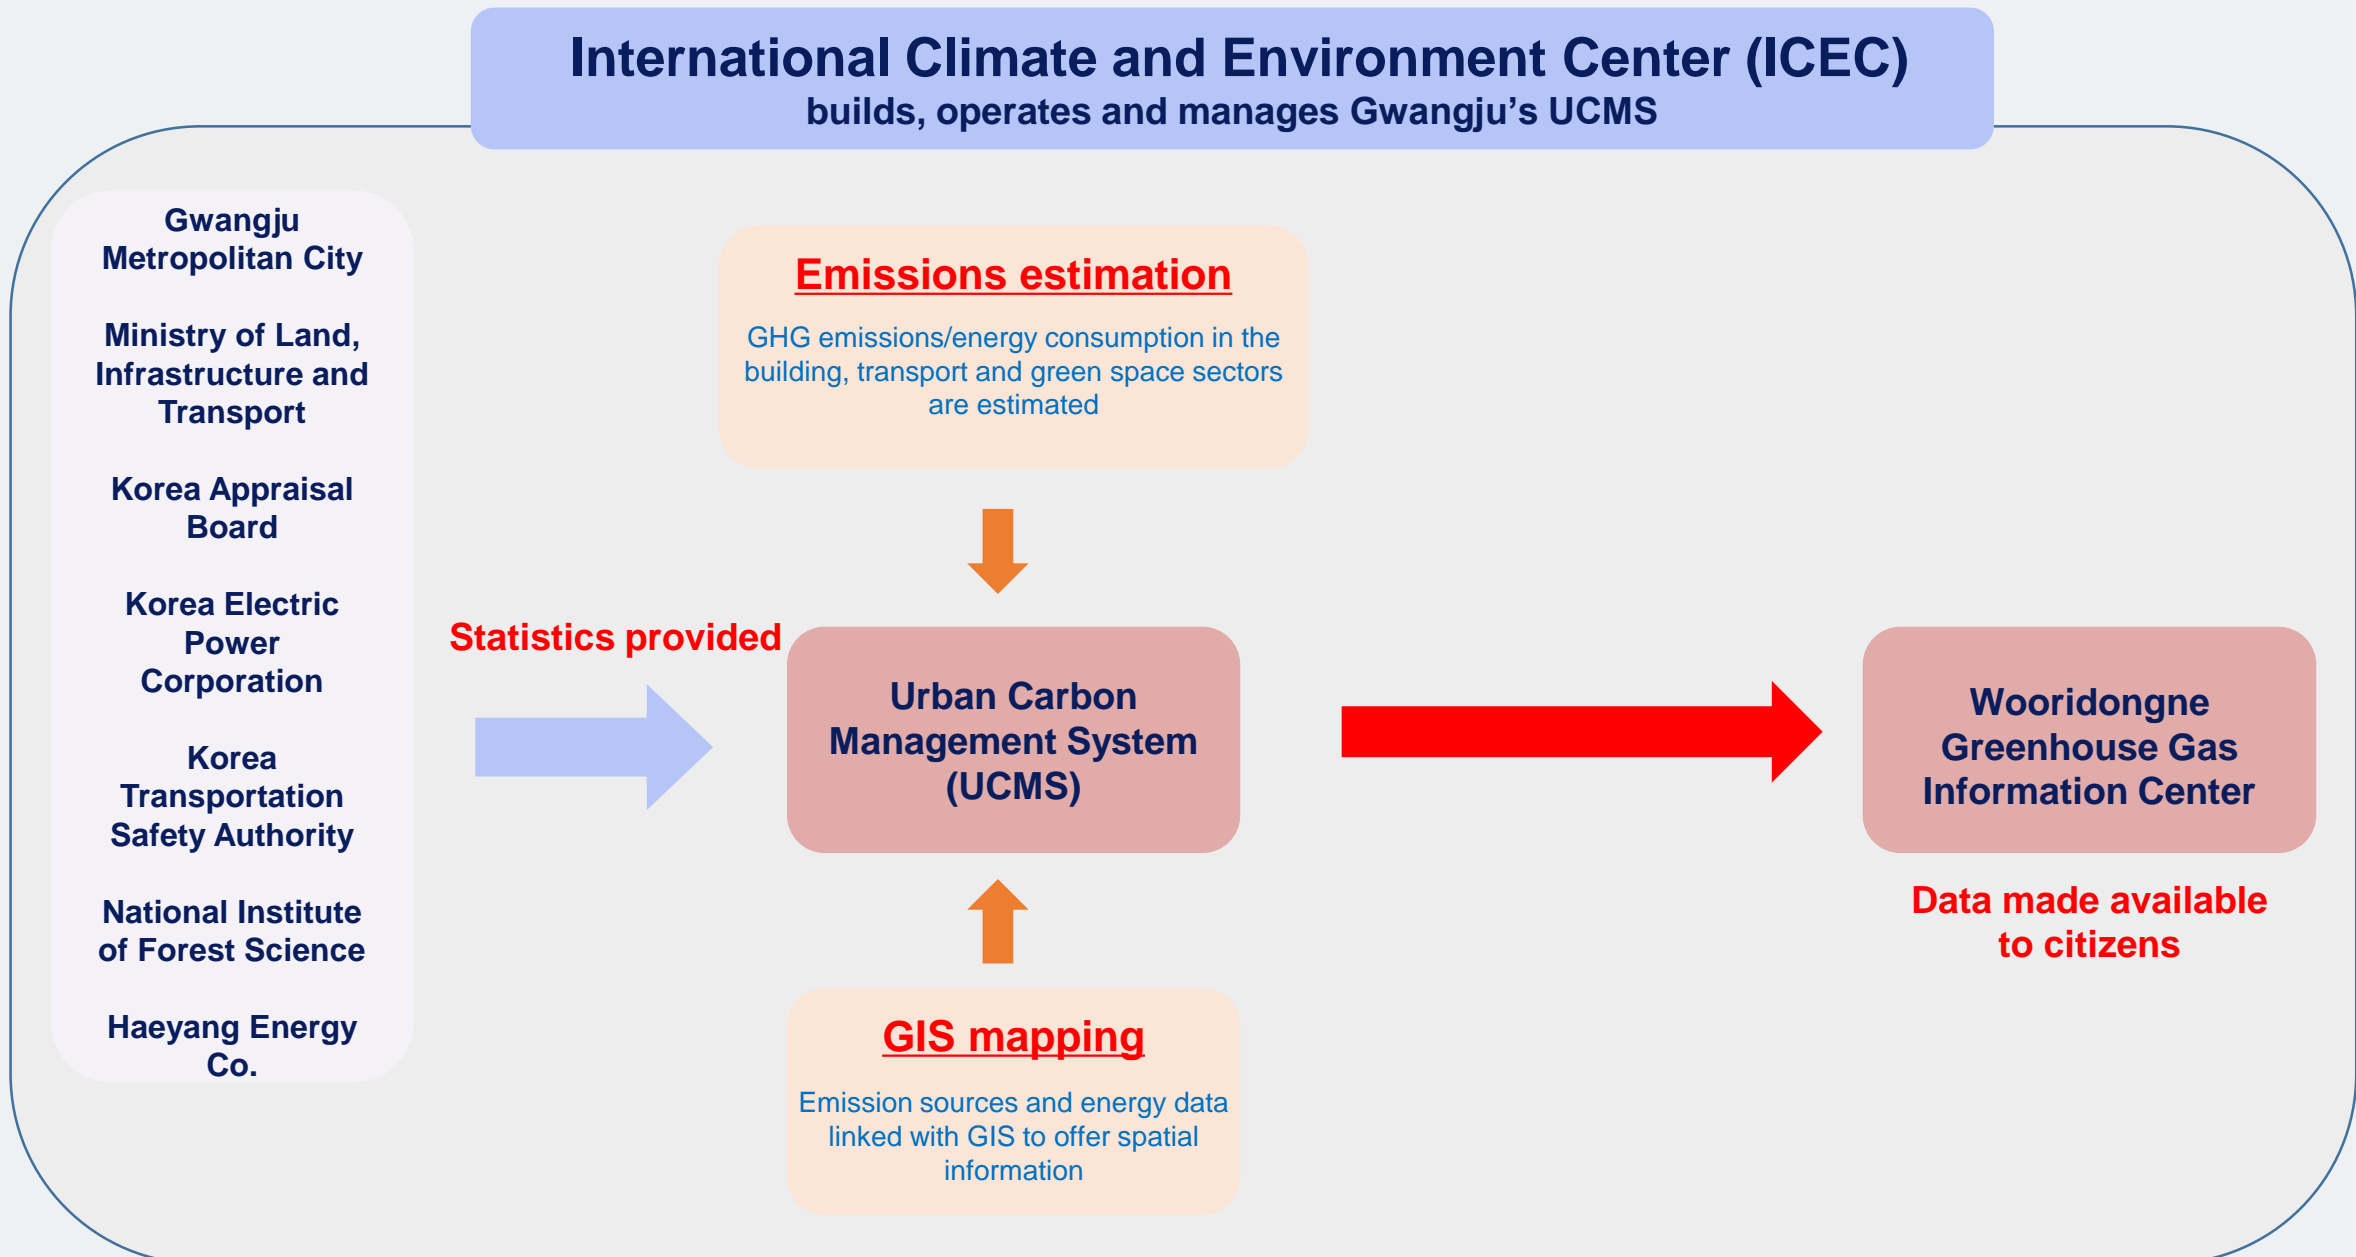 International Climate and Environment Center (ICEC)
builds, operates and manages Gwangju’s UCMS
Gwangju
Metropolitan City
Ministry of Land,
Infrastructure and
Transport
Korea Appraisal
Board
Korea Electric
Power
Corporation
Korea
Transportation
Safety Authority
National Institute
of Forest Science
Haeyang Energy
Co.
Statistics provided
Emissions estimation
GHG emissions/energy consumption in the
building, transport and green space sectors
are estimated
Urban Carbon
Management System
(UCMS)
GIS mapping
Emission sources and energy data
linked with GIS to offer spatial
information
Wooridongne
Greenhouse Gas
Information Center
Data made available
to citizens